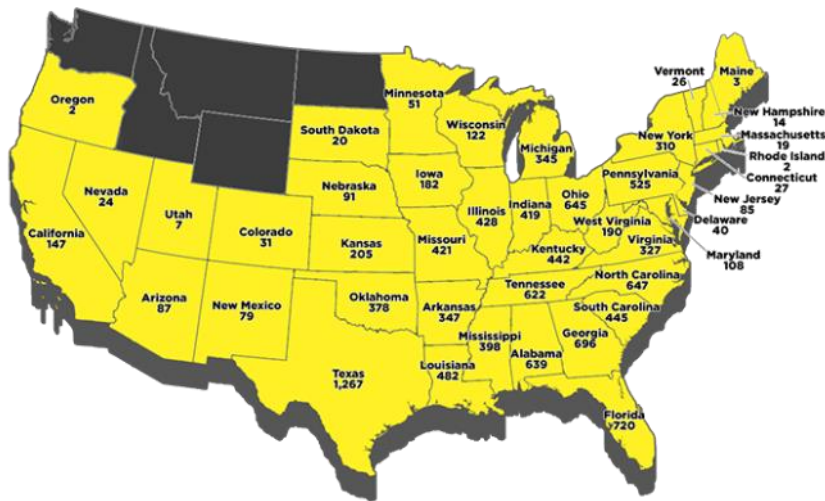 Vermont
26
Maine
3
New Hampshire
14
Massachusetts
19
Rhode Island
2
Connecticut
27
New Jersey
85
Delaware
40
Maryland
108
Oregon
2
Minnesota
51
Wisconsin
122
South Dakota
20
Michigan
345
New York
310
Pennsylvania
525
Nevada
24
Utah
7
Nebraska
91
Iowa
182
Illinois
428
Indiana
419
Ohio
645
West Virginia
190
Virginia
327
California
147
Colorado
31
Kansas
205
Missouri
421
Kentucky
442
North Carolina
647
Tennessee
622
South Carolina
445
Arizona
87
New Mexico
79
Oklahoma
378
Arkansas
347
Mississippi
398
Alabama
639
Georgia
696
Texas
1,267
Louisiana
482
Florida
720